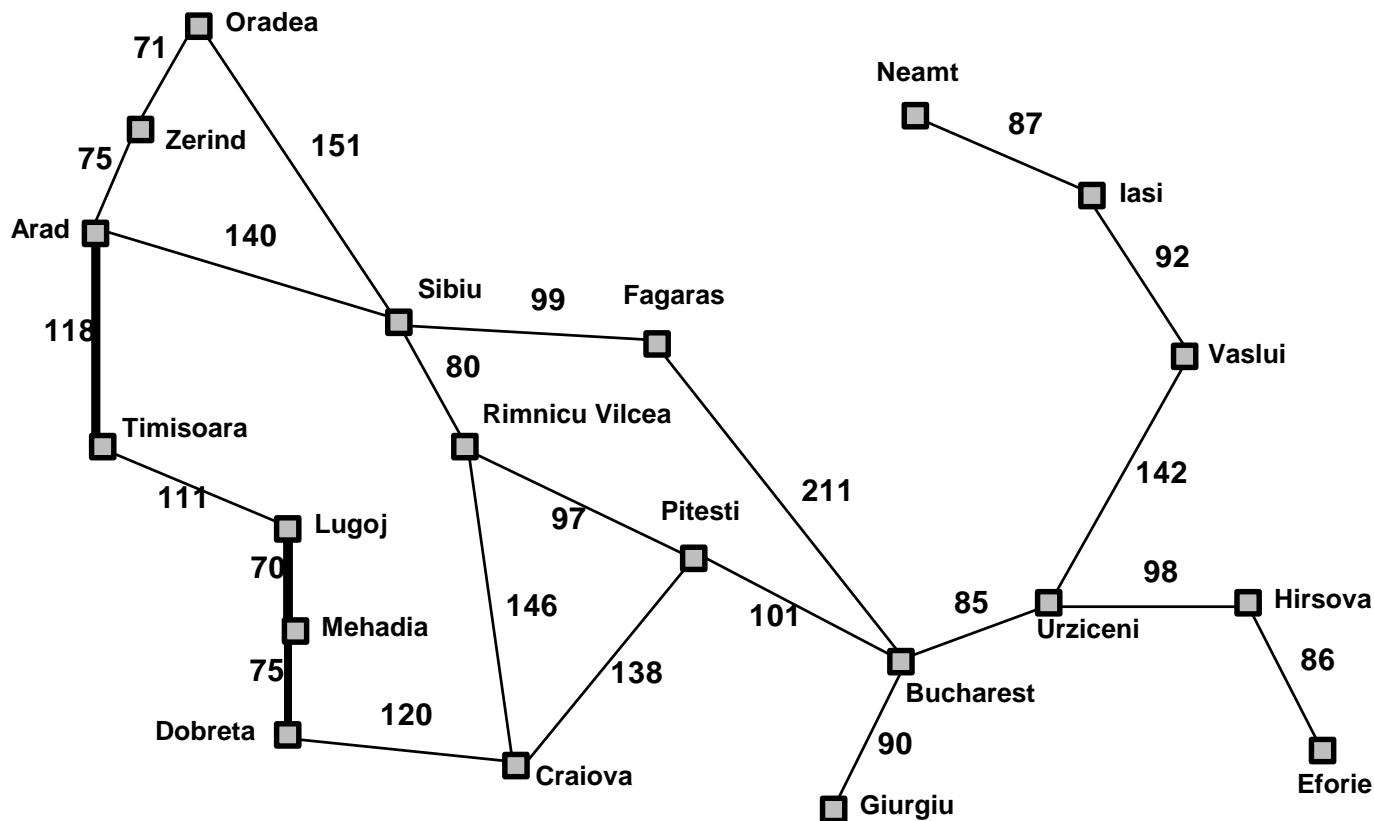 Oradea
71
Neamt
87
Zerind
151
75
Iasi
Arad
140
92
Sibiu
99
Fagaras
118
Vaslui
80
Rimnicu Vilcea
Timisoara
142
111
211
Lugoj
97
Pitesti
70
98
146
101
85
Hirsova
Mehadia
Urziceni
75
138
86
Bucharest
Dobreta
120
90
Craiova
Eforie
Giurgiu